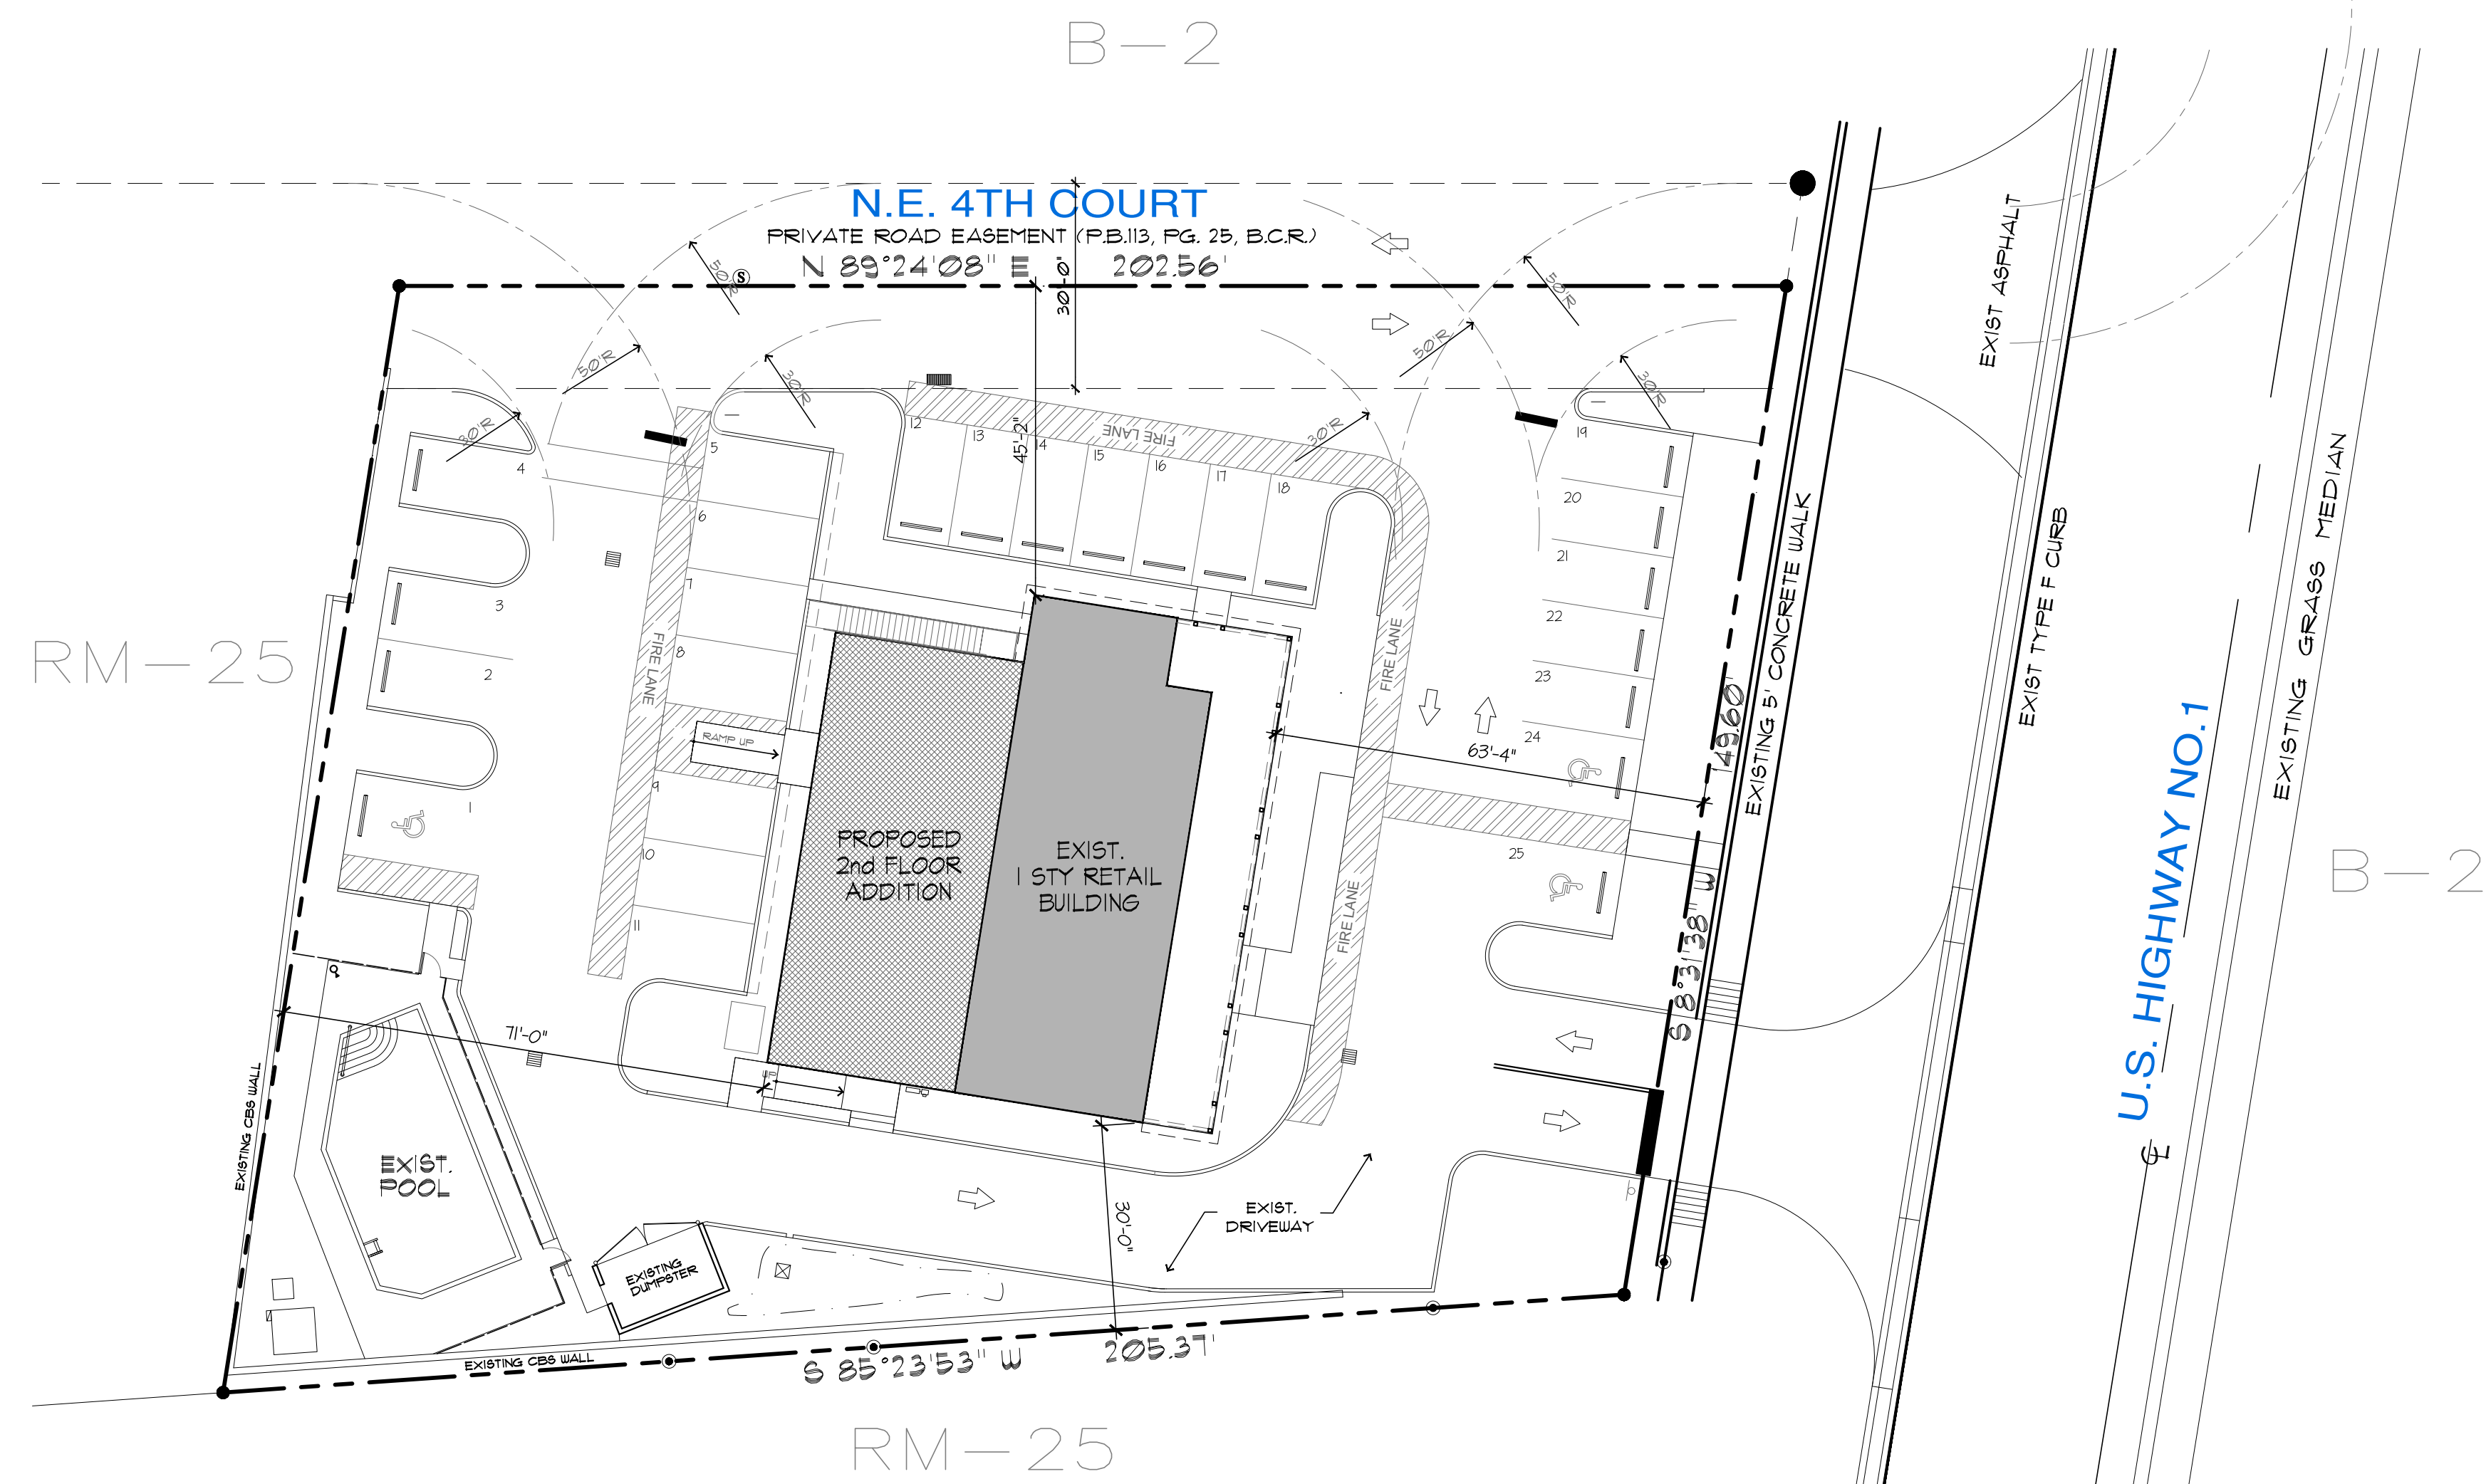 B-2
N.E. 4TH COURT
PRIVATE ROAD EASEMENT (P.B.113, PG. 25, B.C.R.)
N 89°24'08" E 202.56'
30'-0"
S
50'R
50'R
50'R
50'R
30'R
30'R
30'R
30'R
45'-2"
EXIST ASPHALT
FIRE LANE
12
13
14
15
16
17
18
19
20
21
22
23
24
25
4
3
2
1
5
6
7
8
9
10
11
RM-25
FIRE LANE
FIRE LANE
FIRE LANE
RAMP UP
PROPOSED
2nd FLOOR
ADDITION
EXIST.
1 STY RETAIL
BUILDING
63'-4"
149.60'
S 8°31'38" W
EXISTING 5' CONCRETE WALK
EXIST TYPE F CURB
EXISTING GRASS MEDIAN
U.S. HIGHWAY NO.1
B-2
71'-0"
UP
EXISTING CBS WALL
EXIST.
POOL
EXISTING
DUMPSTER
30'-0"
EXIST.
DRIVEWAY
EXISTING CBS WALL
S 85°23'53" W 205.37'
RM-25